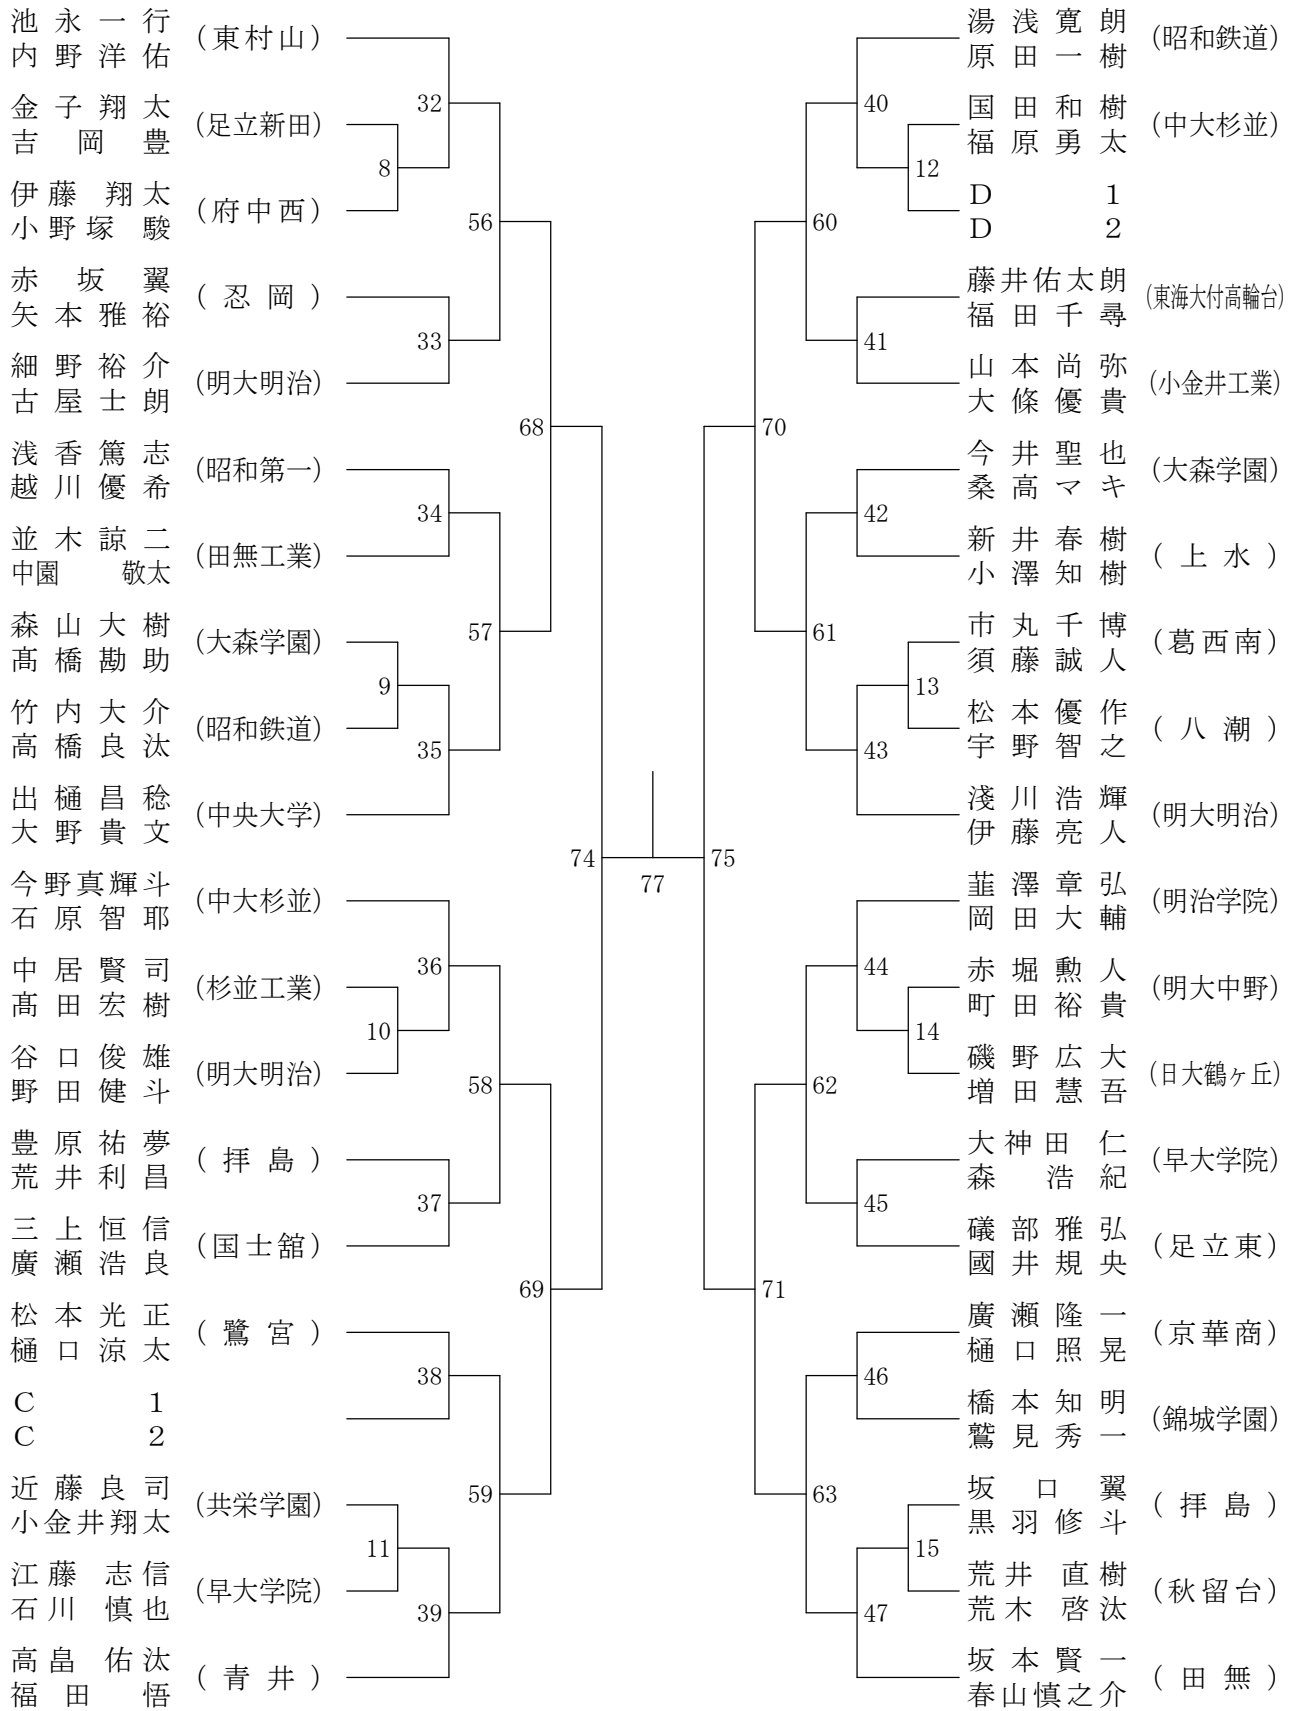 池永一行 (東村山)
内野洋佑
32
金子翔太 (足立新田)
吉岡豊
8
伊藤翔太 (府中西)
小野塚駿
56
赤坂翼 (忍岡)
矢本雅裕
33
細野裕介 (明大明治)
古屋士朗
68
浅香篤志 (昭和第一)
越川優希
34
並木諒二 (田無工業)
中園敬太
57
森山大樹 (大森学園)
髙橋勘助
9
竹内大介 (昭和鉄道)
高橋良汰
35
出樋昌稔 (中央大学)
大野貴文
74
今野真輝斗 (中大杉並)
石原智耶
36
中居賢司 (杉並工業)
髙田宏樹
10
谷口俊雄 (明大明治)
野田健斗
58
豊原祐夢 (拝島)
荒井利昌
37
三上恒信 (国士舘)
廣瀬浩良
69
松本光正 (鷺宮)
樋口涼太
38
C 1
C 2
59
近藤良司 (共栄学園)
小金井翔太
11
江藤志信 (早大学院)
石川慎也
39
高畠佑汰 (青井)
福田悟
77
湯浅寛朗 (昭和鉄道)
原田一樹
40
国田和樹 (中大杉並)
福原勇太
12
D 1
D 2
60
藤井佑太朗 (東海大付高輪台)
福田千尋
41
山本尚弥 (小金井工業)
大條優貴
70
今井聖也 (大森学園)
桑高マキ
42
新井春樹 (上水)
小澤知樹
61
市丸千博 (葛西南)
須藤誠人
13
松本優作 (八潮)
宇野智之
43
淺川浩輝 (明大明治)
伊藤亮人
75
韮澤章弘 (明治学院)
岡田大輔
44
赤堀勲人 (明大中野)
町田裕貴
14
磯野広大 (日大鶴ヶ丘)
増田慧吾
62
大神田仁 (早大学院)
森浩紀
45
礒部雅弘 (足立東)
國井規央
71
廣瀬隆一 (京華商)
樋口照晃
46
橋本知明 (錦城学園)
鷲見秀一
63
坂口翼 (拝島)
黒羽修斗
15
荒井直樹 (秋留台)
荒木啓汰
47
坂本賢一 (田無)
春山慎之介